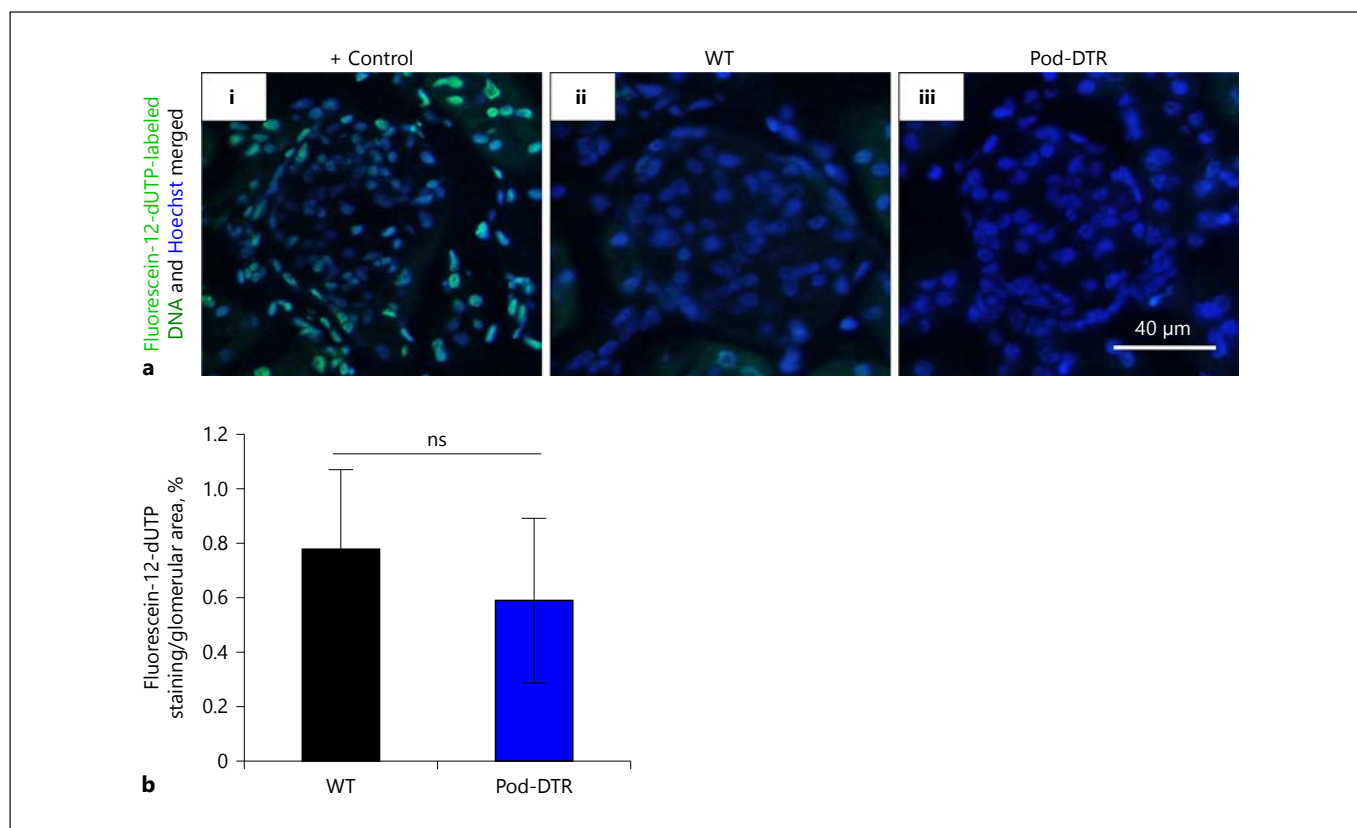 + Control
WT
Pod-DTR
i
ii
iii
Fluorescein-12-dUTP-labeled
DNA and Hoechst merged
40 µm
a
1.2
1.0
0.8
0.6
0.4
0.2
0
ns
Fluorescein-12-dUTP
staining/glomerular area, %
WT
Pod-DTR
b